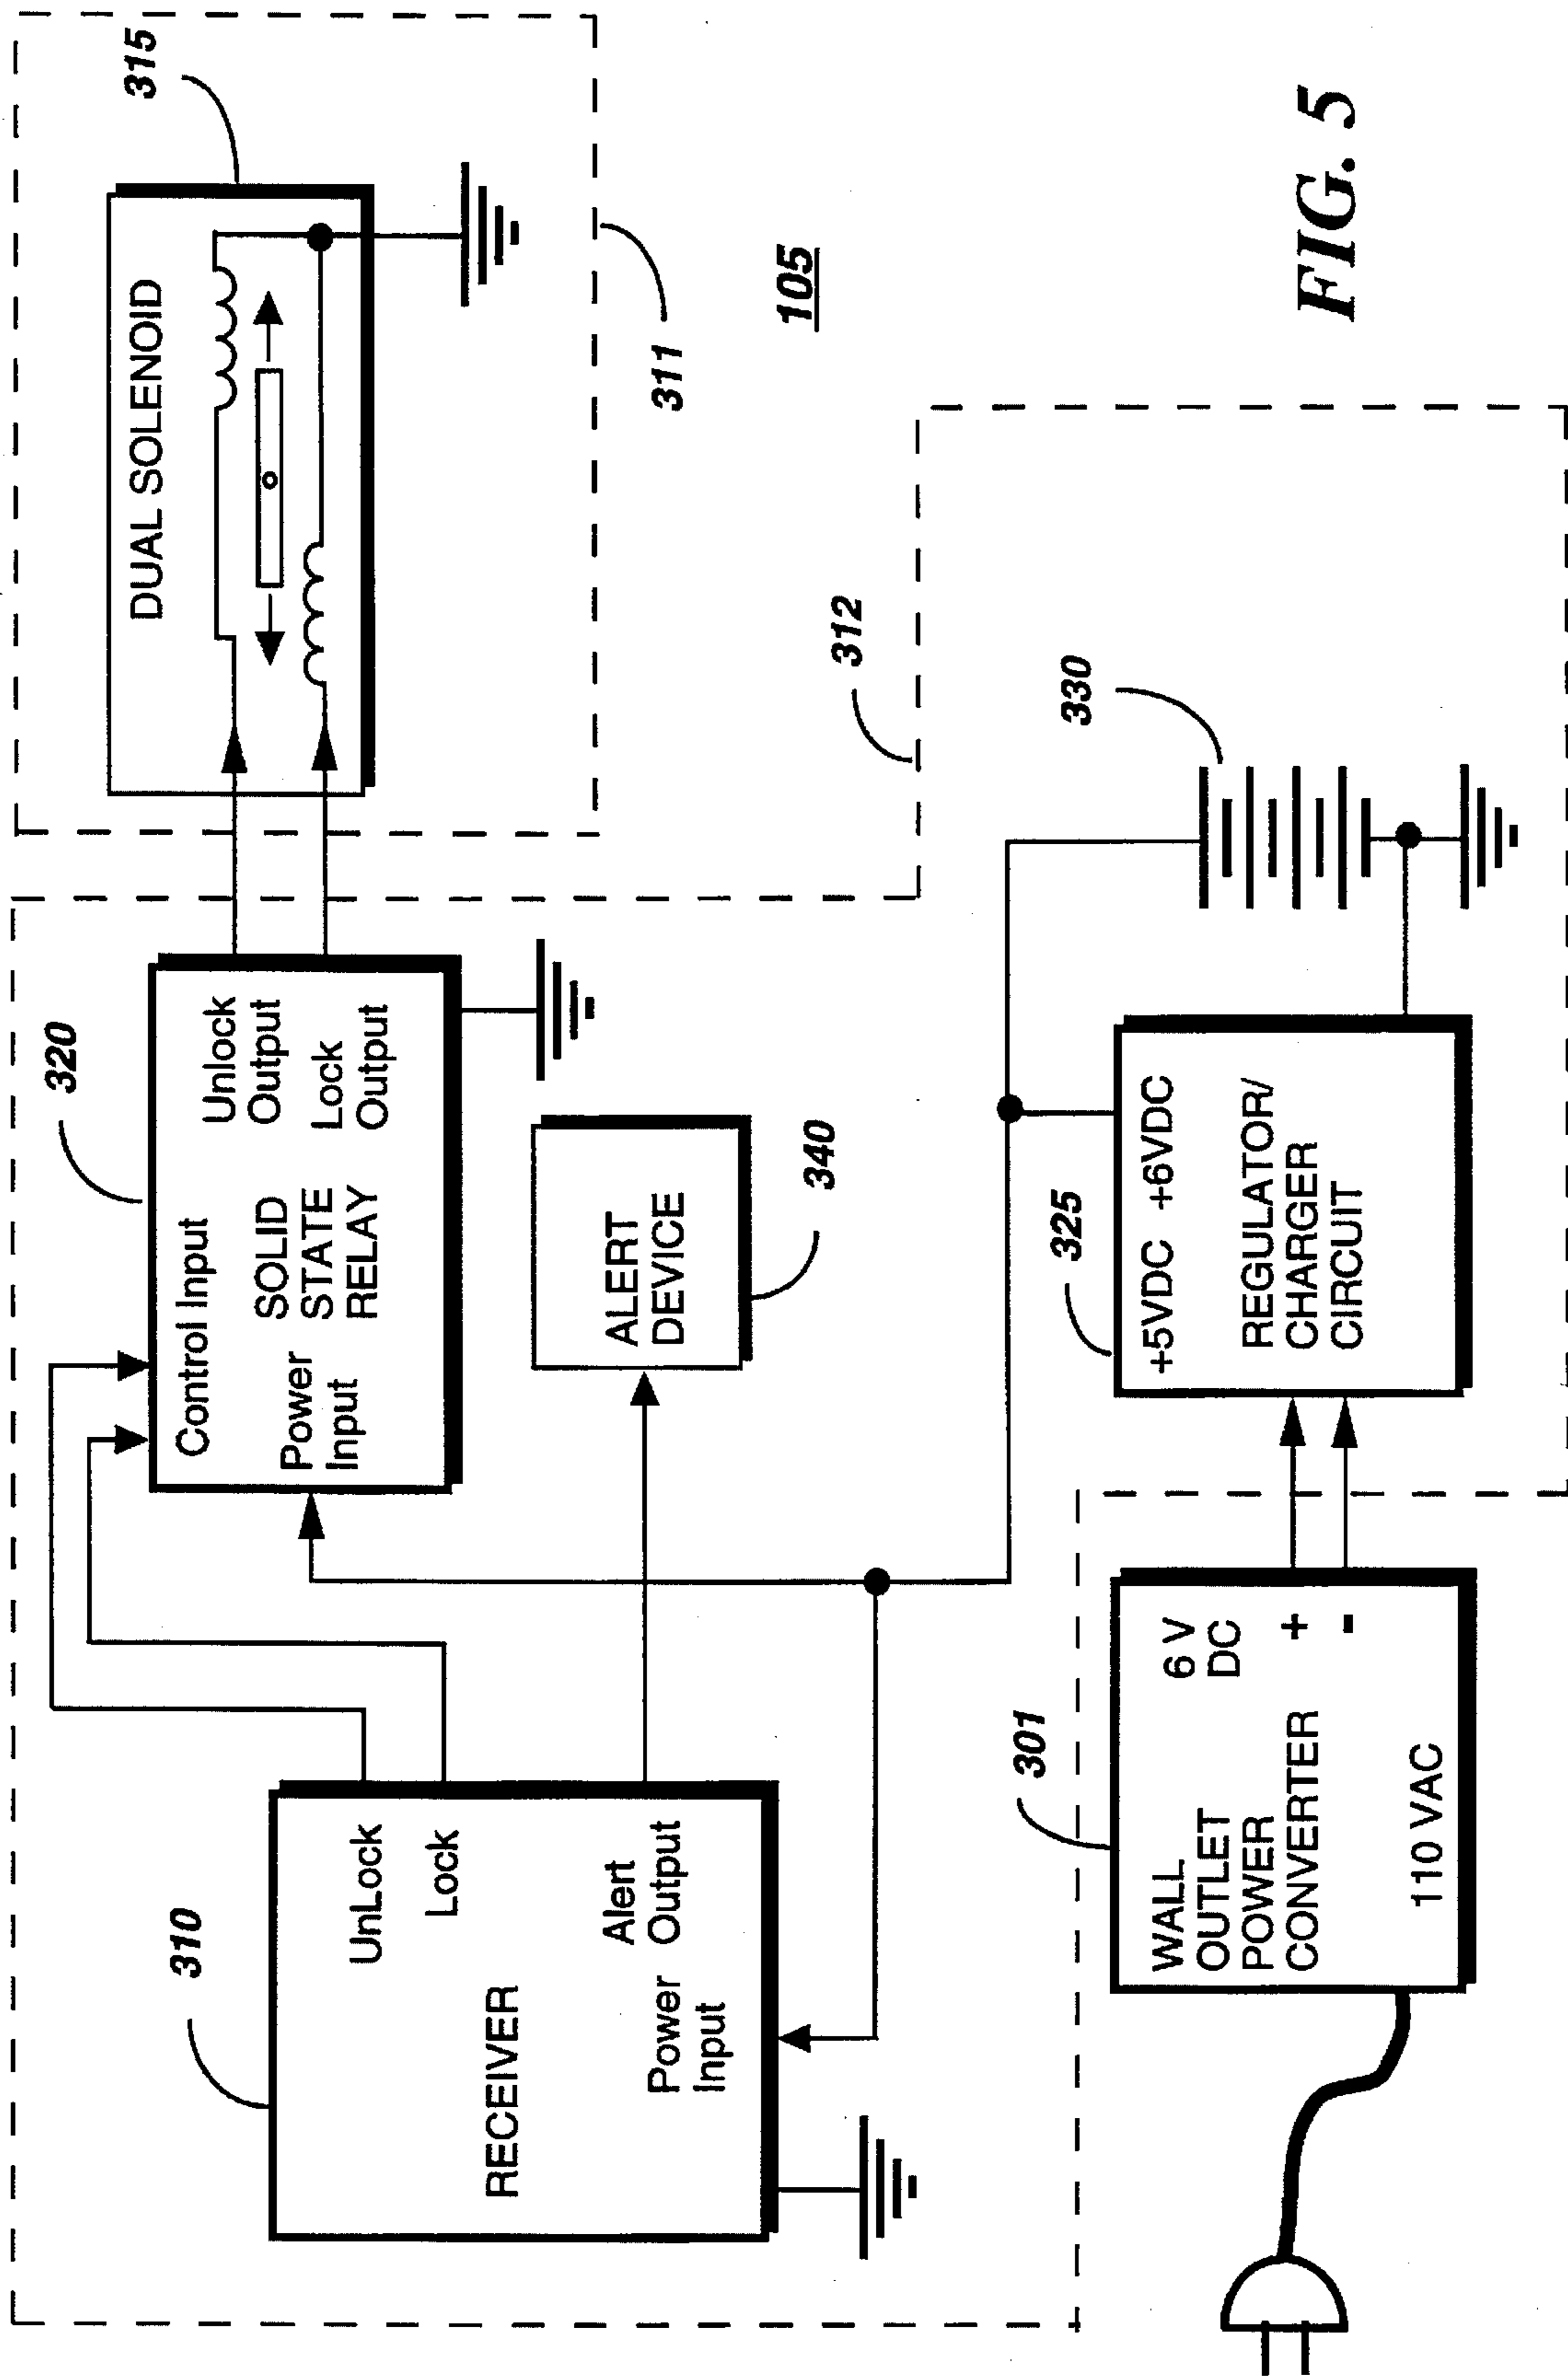 315
DUAL SOLENOID
311
105
FIG. 5
320
Control Input
Unlock
Output
SOLID
STATE
RELAY
Lock
Output
Power
Input
312
330
310
UnLock
Lock
RECEIVER
Alert
Output
Power
Input
ALERT
DEVICE
340
325
+5VDC +6VDC
REGULATOR/
CHARGER
CIRCUIT
301
WALL
OUTLET
POWER
CONVERTER
6 V
DC
+
-
110 VAC